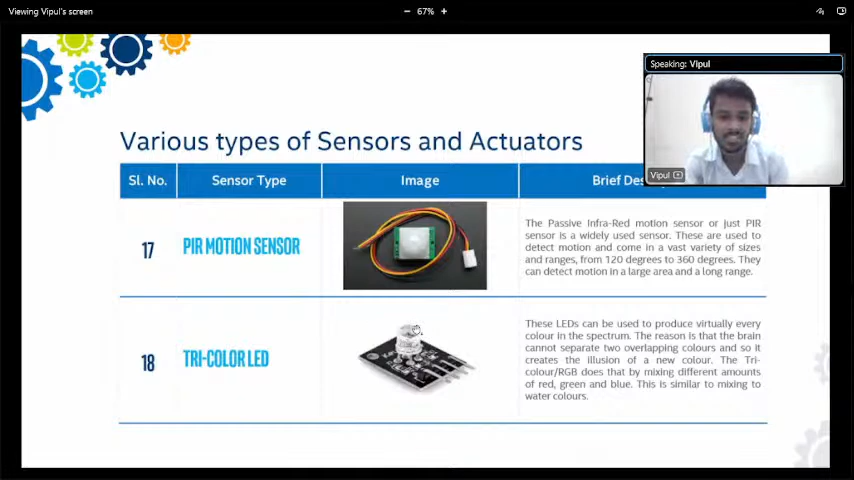 Viewing Vipul's screen
− 67% +
Speaking: Vipul
Vipul
Various types of Sensors and Actuators
Sl. No. Sensor Type Image Brief
17 PIR MOTION SENSOR
The Passive Infra-Red motion sensor or just PIR
sensor is a widely used sensor. These are used to
detect motion and come in a vast variety of sizes
and ranges, from 120 degrees to 360 degrees. They
can detect motion in a large area and a long range.
18 TRI-COLOR LED
These LEDs can be used to produce virtually every
colour in the spectrum. The reason is that the brain
cannot separate two overlapping colours and so it
creates the illusion of a new colour. The Tri-
colour/RGB does that by mixing different amounts
of red, green and blue. This is similar to mixing to
water colours.